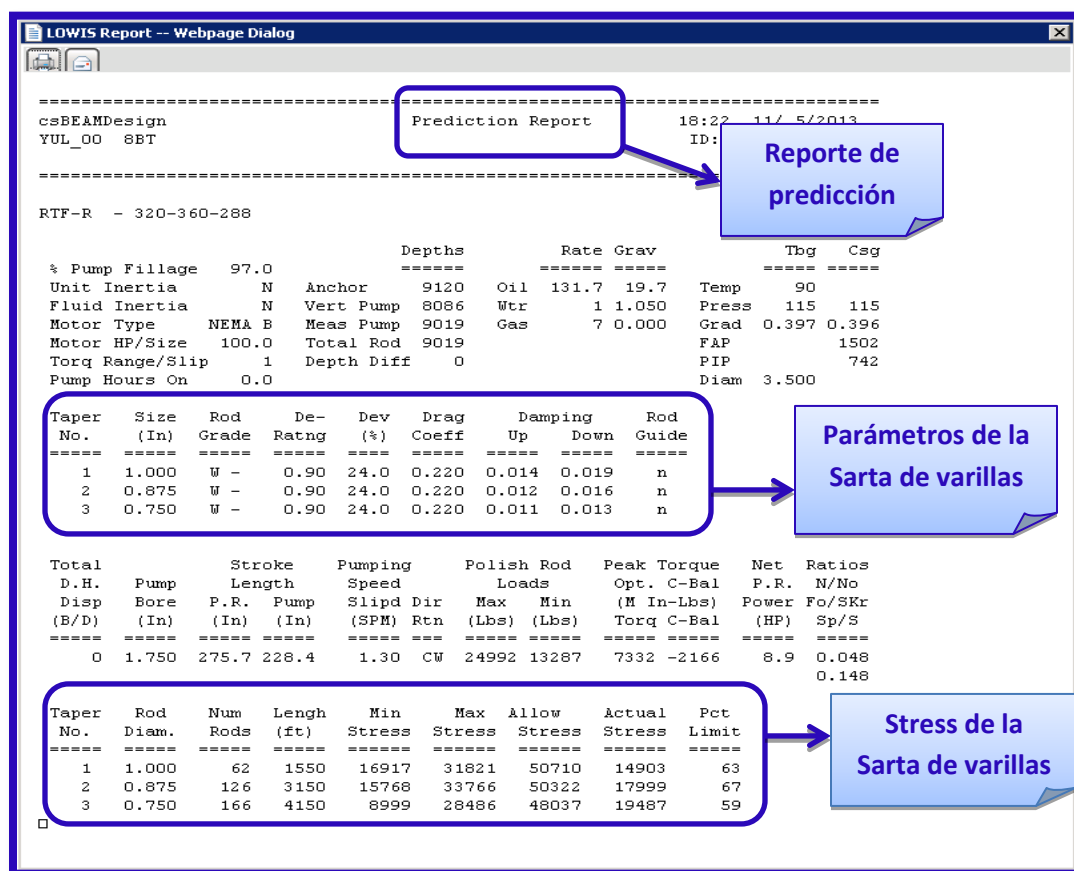 LOWIS Report -- Webpage Dialog
csBEAMDesign Prediction Report 18:22 11/ 5/2013
YUL_OO 8BT ID:
Reporte de
predicción
RTF-R - 320-360-288
Depths Rate Grav Tbg Csg
% Pump Fillage 97.0 ====== ====== ===== ===== =====
Unit Inertia N Anchor 9120 Oil 131.7 19.7 Temp 90
Fluid Inertia N Vert Pump 8086 Wtr 1 1.050 Press 115 115
Motor Type NEMA B Meas Pump 9019 Gas 7 0.000 Grad 0.397 0.396
Motor HP/Size 100.0 Total Rod 9019 FAP 1502
Torq Range/Slip 1 Depth Diff 0 PIP 742
Pump Hours On 0.0 Diam 3.500
Taper Size Rod De- Dev Drag Damping Rod
No. (In) Grade Ratng (%) Coeff Up Down Guide
===== ===== ===== ===== ==== ===== ===== ===== =====
1 1.000 W - 0.90 24.0 0.220 0.014 0.019 n
2 0.875 W - 0.90 24.0 0.220 0.012 0.016 n
3 0.750 W - 0.90 24.0 0.220 0.011 0.013 n
Parámetros de la
Sarta de varillas
Total Stroke Pumping Polish Rod Peak Torque Net Ratios
D.H. Pump Length Speed Loads Opt. C-Bal P.R. N/No
Disp Bore P.R. Pump Slipd Dir Max Min (M In-Lbs) Power Fo/SKr
(B/D) (In) (In) (In) (SPM) Rtn (Lbs) (Lbs) Torq C-Bal (HP) Sp/S
===== ===== ===== ===== ===== === ===== ===== ===== ===== ===== =====
0 1.750 275.7 228.4 1.30 CW 24992 13287 7332 -2166 8.9 0.048
0.148
Taper Rod Num Lengh Min Max Allow Actual Pct
No. Diam. Rods (ft) Stress Stress Stress Stress Limit
===== ===== ===== ===== ====== ====== ====== ====== =====
1 1.000 62 1550 16917 31821 50710 14903 63
2 0.875 126 3150 15768 33766 50322 17999 67
3 0.750 166 4150 8999 28486 48037 19487 59
Stress de la
Sarta de varillas